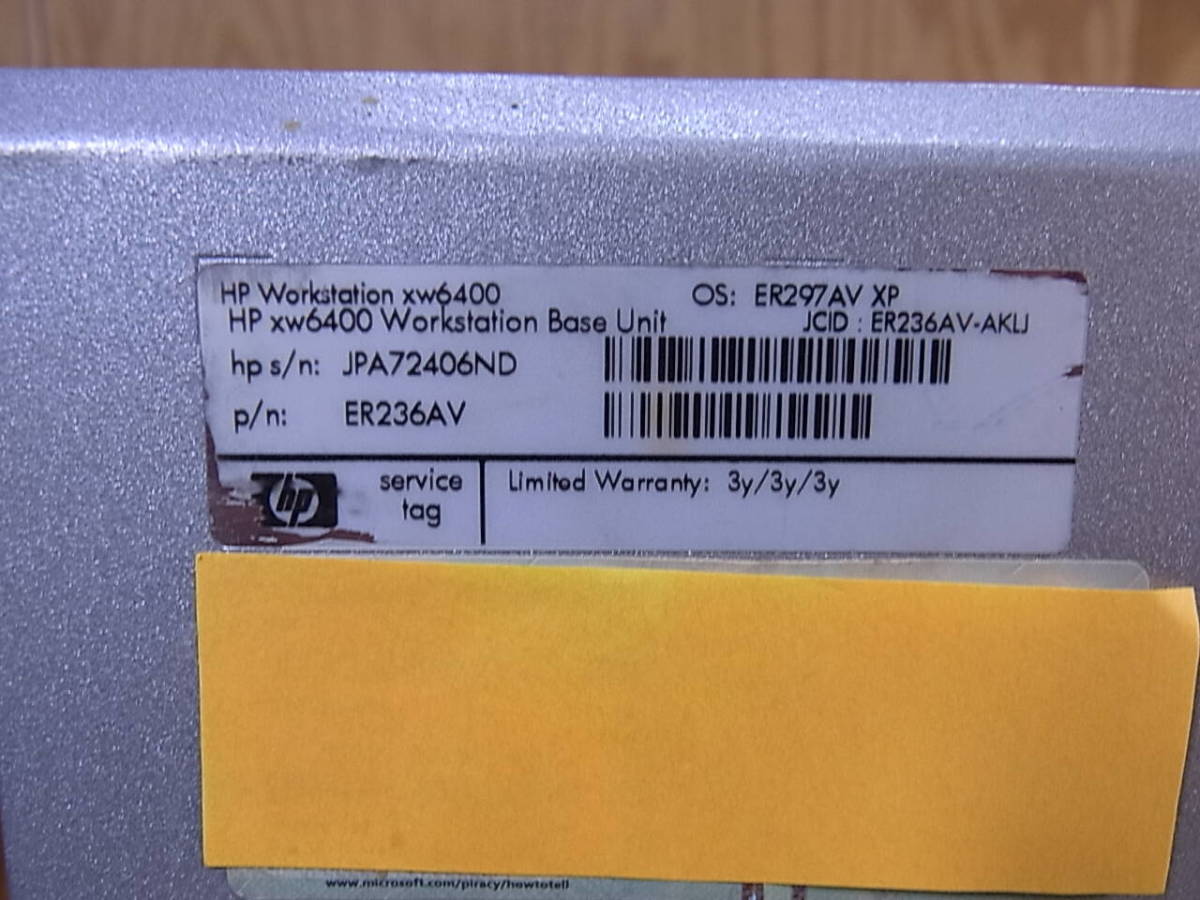 HP Workstation xw6400 OS: ER297AV XP
HP xw6400 Workstation Base Unit JCID : ER236AV-AKLJ
hp s/n: JPA72406ND
p/n: ER236AV
hp service tag Limited Warranty: 3y/3y/3y
www.microsoft.com/piracy/howtotell